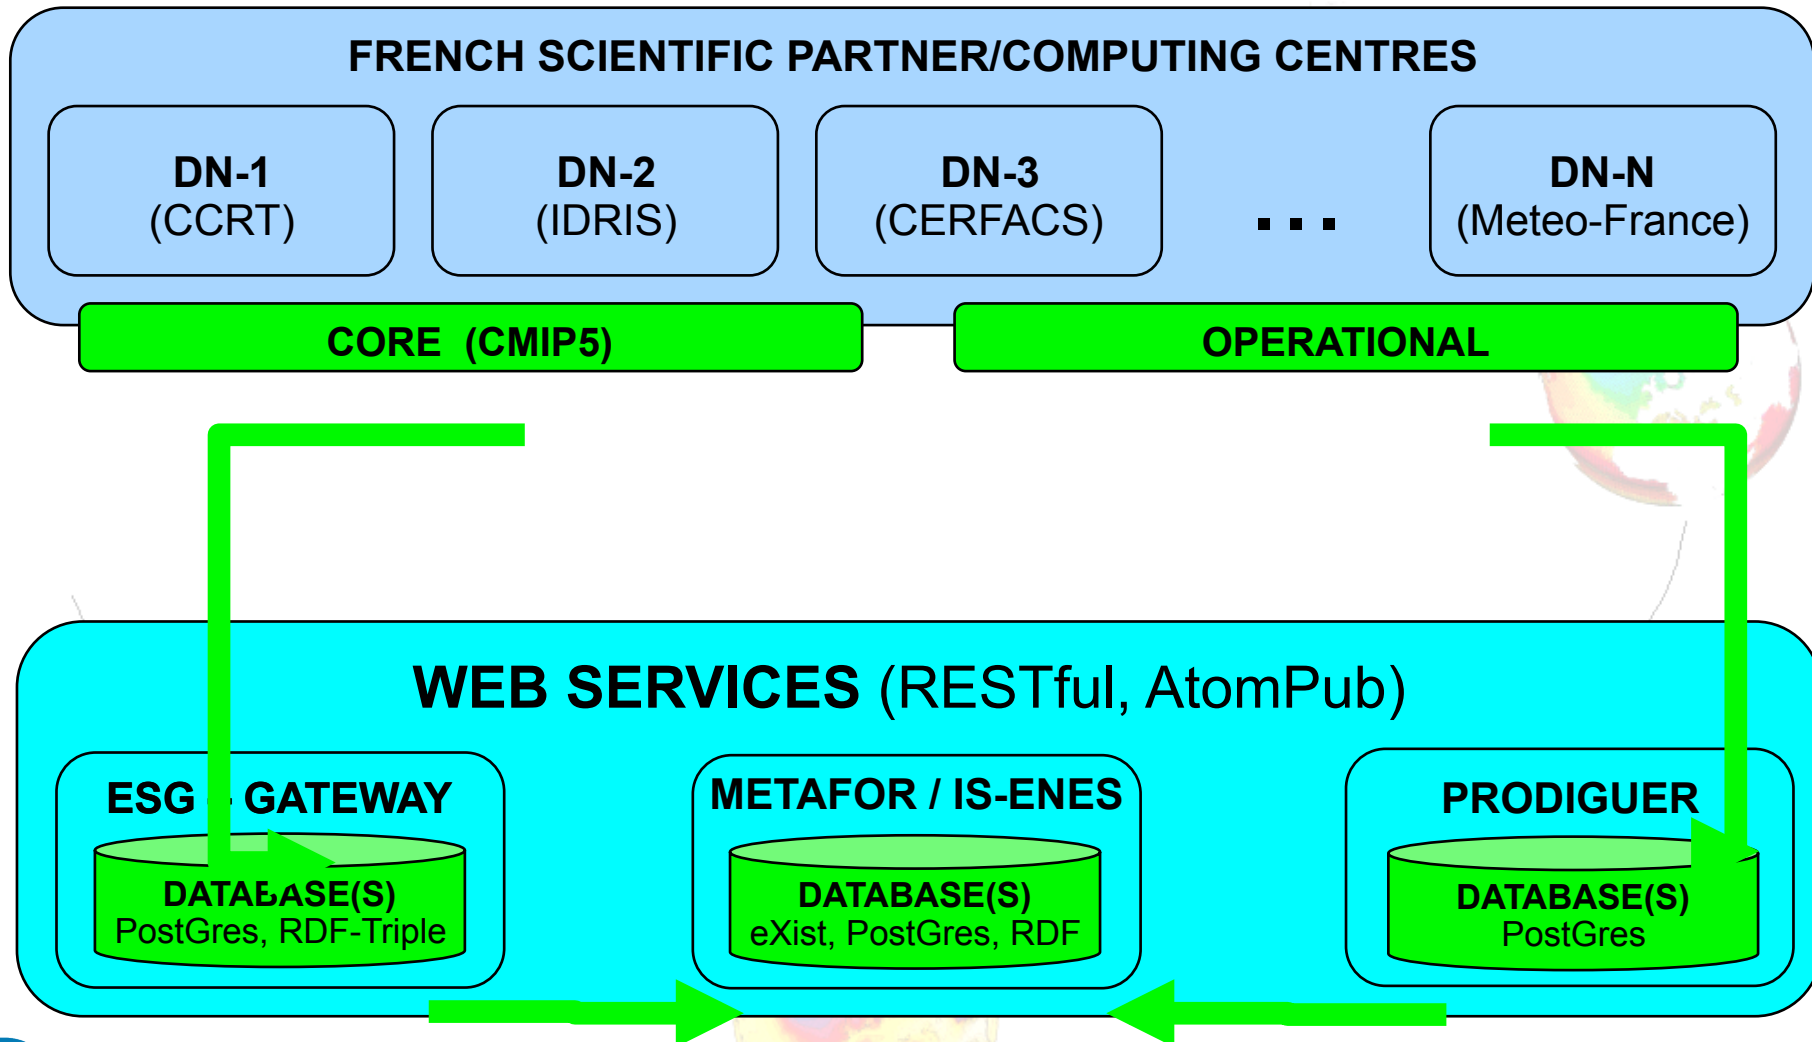 FRENCH SCIENTIFIC PARTNER/COMPUTING CENTRES
DN-1
(CCRT)
DN-2
(IDRIS)
DN-3
(CERFACS)
...
DN-N
(Meteo-France)
CORE (CMIP5)
OPERATIONAL
WEB SERVICES (RESTful, AtomPub)
ESG - GATEWAY
DATABASE(S)
PostGres, RDF-Triple
METAFOR / IS-ENES
DATABASE(S)
eXist, PostGres, RDF
PRODIGUER
DATABASE(S)
PostGres